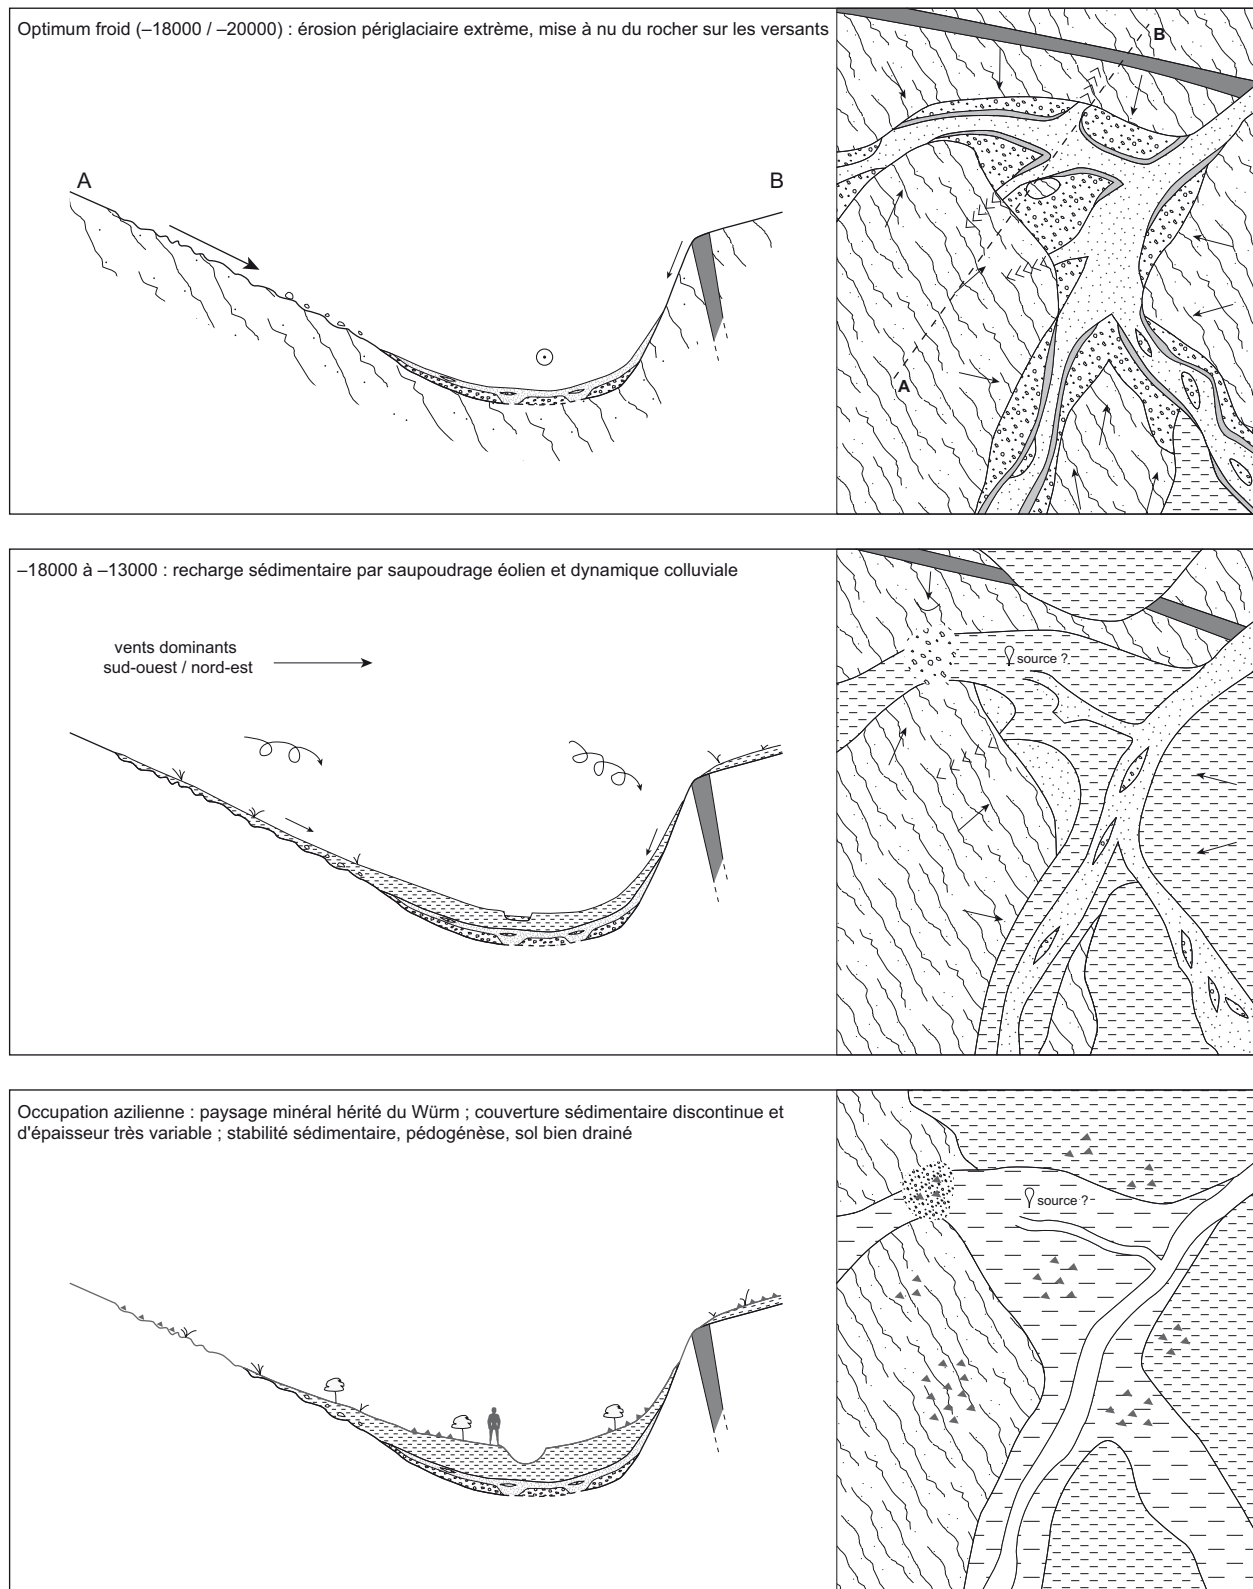 Optimum froid (–18000 / –20000) : érosion périglaciaire extrême, mise à nu du rocher sur les versants
A
B
B
A
–18000 à –13000 : recharge sédimentaire par saupoudrage éolien et dynamique colluviale
vents dominants
sud-ouest / nord-est
source ?
Occupation azilienne : paysage minéral hérité du Würm ; couverture sédimentaire discontinue et
d'épaisseur très variable ; stabilité sédimentaire, pédogénèse, sol bien drainé
source ?